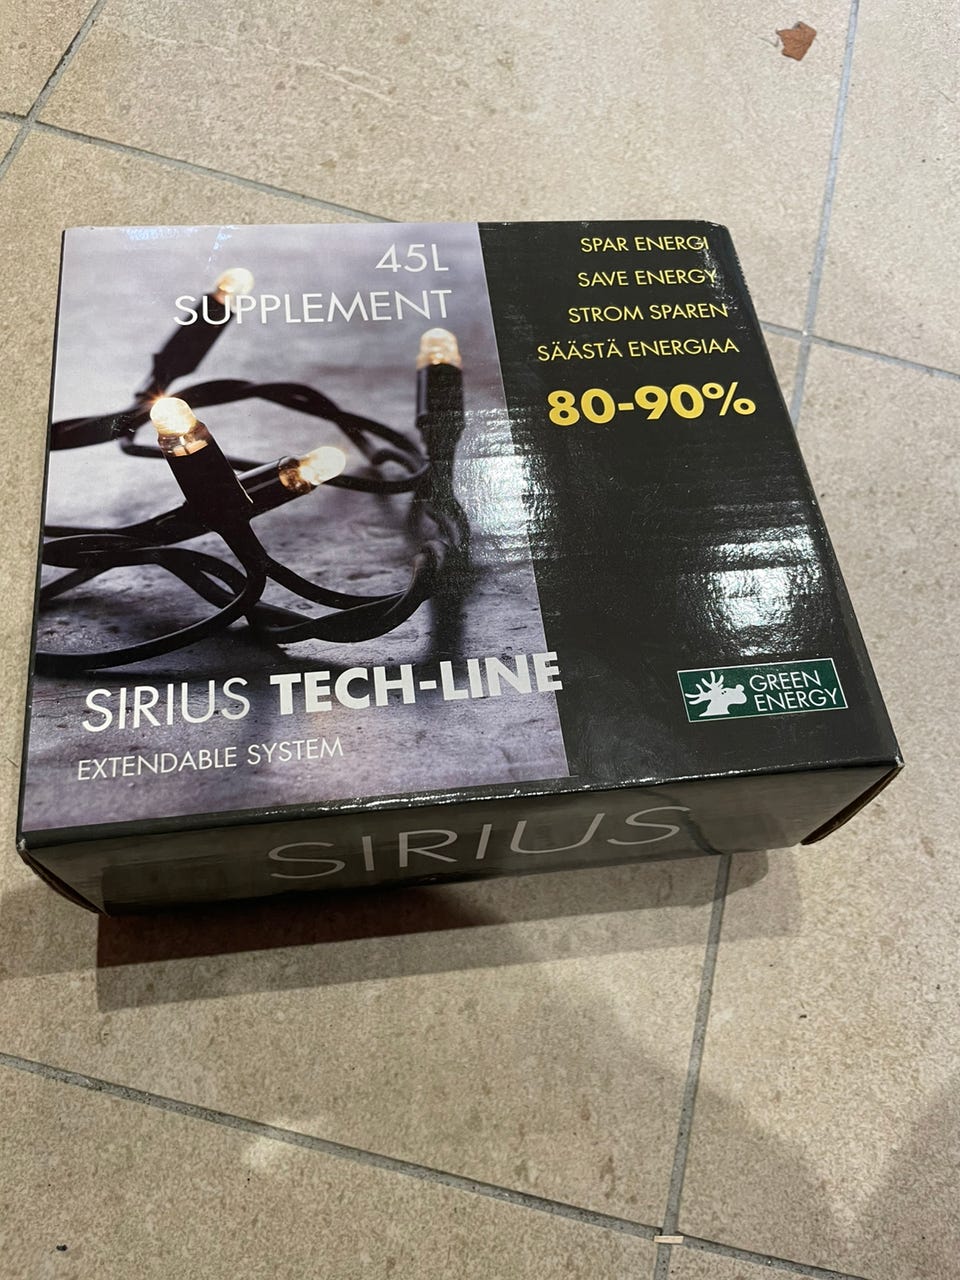 45L
SUPPLEMENT
SPAR ENERGI
SAVE ENERGY
STROM SPAREN
SÄÄSTÄ ENERGIAA
80-90%
SIRIUS TECH-LINE
EXTENDABLE SYSTEM
GREEN
ENERGY
SIRIUS